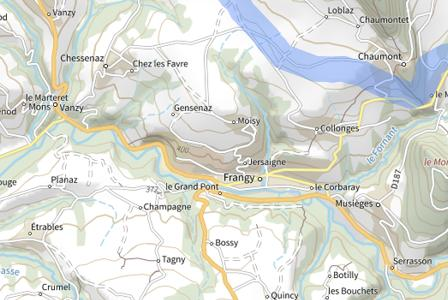 Vanzy
Loblaz
Chaumontet
Chessenaz
Chez les Favre
Chaumont
le Marteret
Mons
Vanzy
Gensenaz
Moisy
Collonges
le Fornant
400
Jersaigne
Frangy
D187
Planaz
372
le Grand Pont
le Corbaray
Musièges
Champagne
Étrables
Bossy
Tagny
Serrasson
Botilly
Crumel
Quincy
les Bouchets